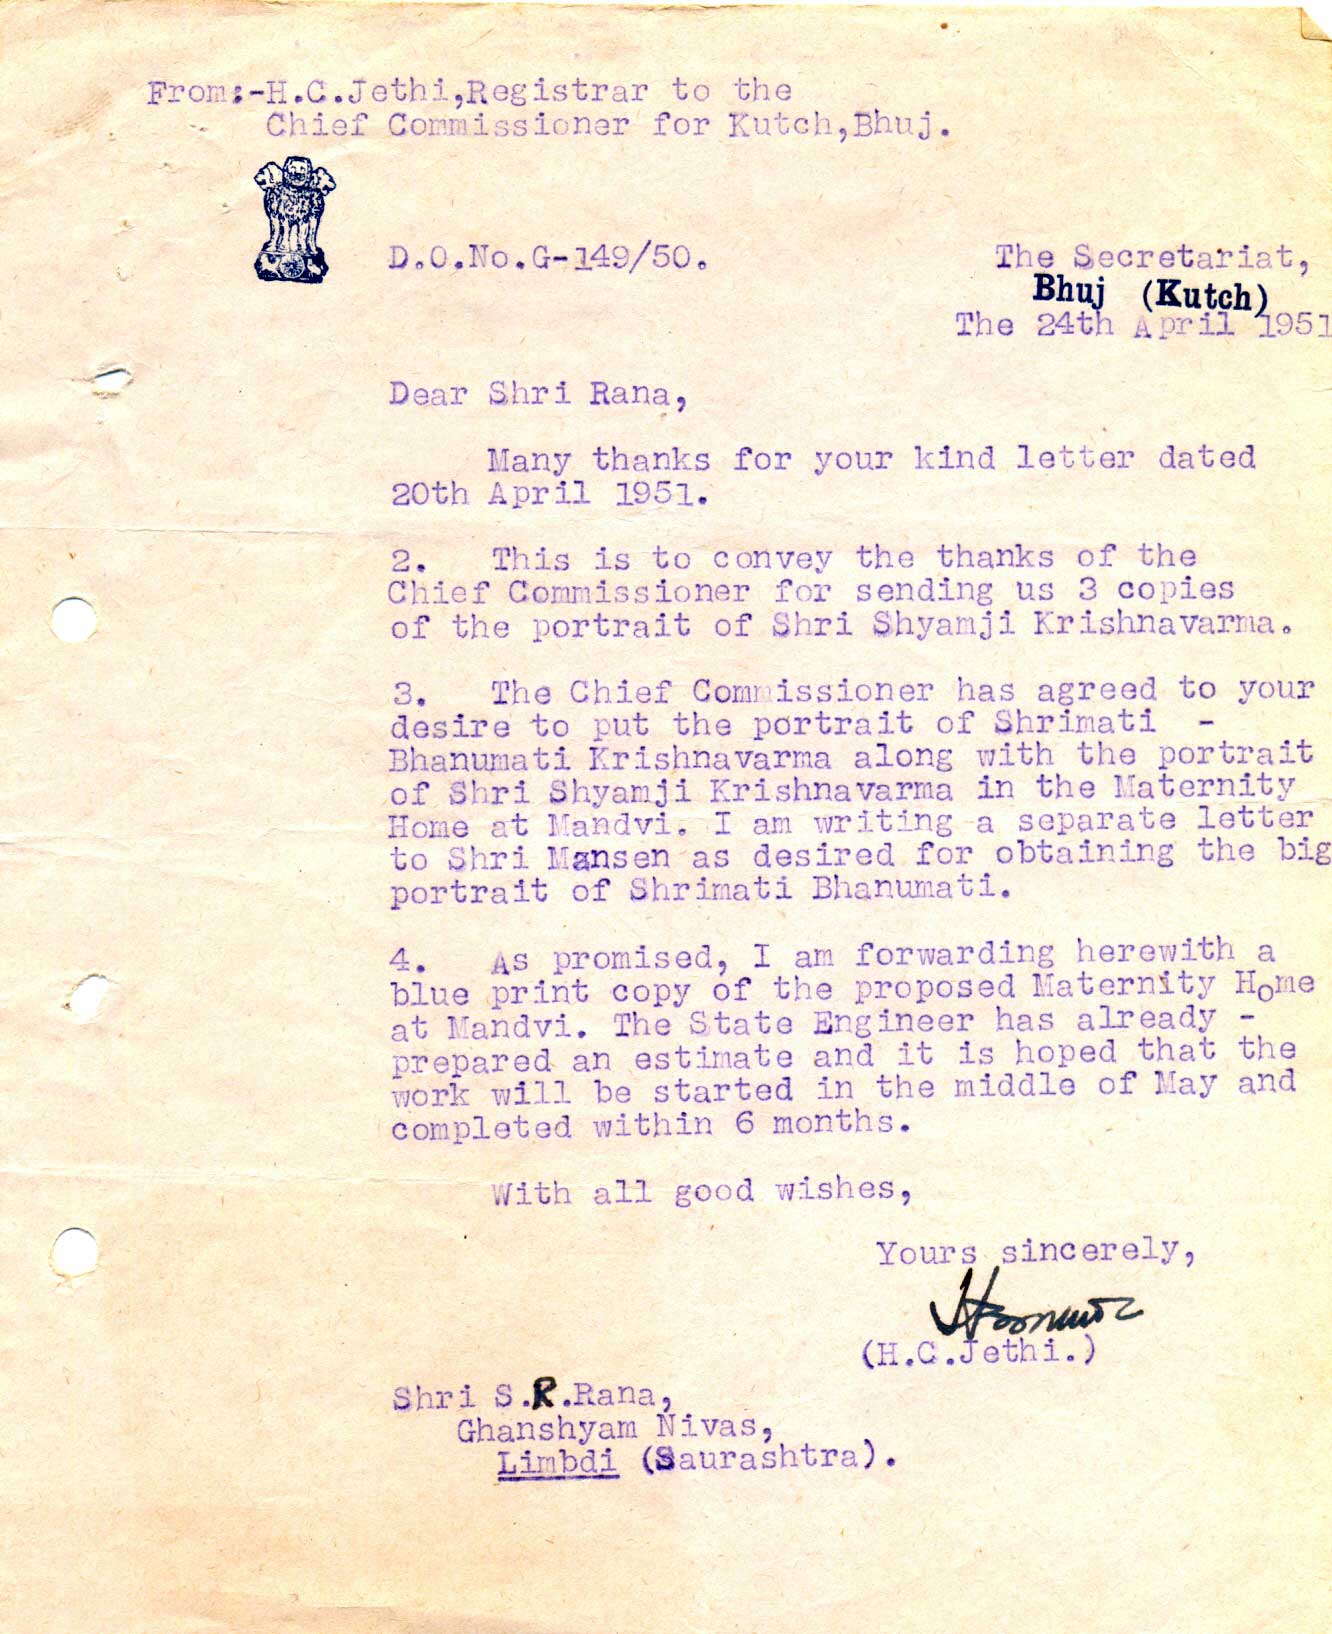 From:-H.C.Jethi,Registrar to the
Chief Commissioner for Kutch,Bhuj.
D.O.No.G-149/50.
The Secretariat,
Bhuj (Kutch)
The 24th April 1951
Dear Shri Rana,
Many thanks for your kind letter dated
20th April 1951.
2. This is to convey the thanks of the
Chief Commissioner for sending us 3 copies
of the portrait of Shri Shyamji Krishnavarma.
3. The Chief Commissioner has agreed to your
desire to put the portrait of Shrimati -
Bhanumati Krishnavarma along with the portrait
of Shri Shyamji Krishnavarma in the Maternity
Home at Mandvi. I am writing a separate letter
to Shri Mansen as desired for obtaining the big
portrait of Shrimati Bhanumati.
4. As promised, I am forwarding herewith a
blue print copy of the proposed Maternity Home
at Mandvi. The State Engineer has already -
prepared an estimate and it is hoped that the
work will be started in the middle of May and
completed within 6 months.
With all good wishes,
Yours sincerely,
(H.C.Jethi.)
Shri S.R.Rana,
Ghanshyam Nivas,
Limbdi (Saurashtra).